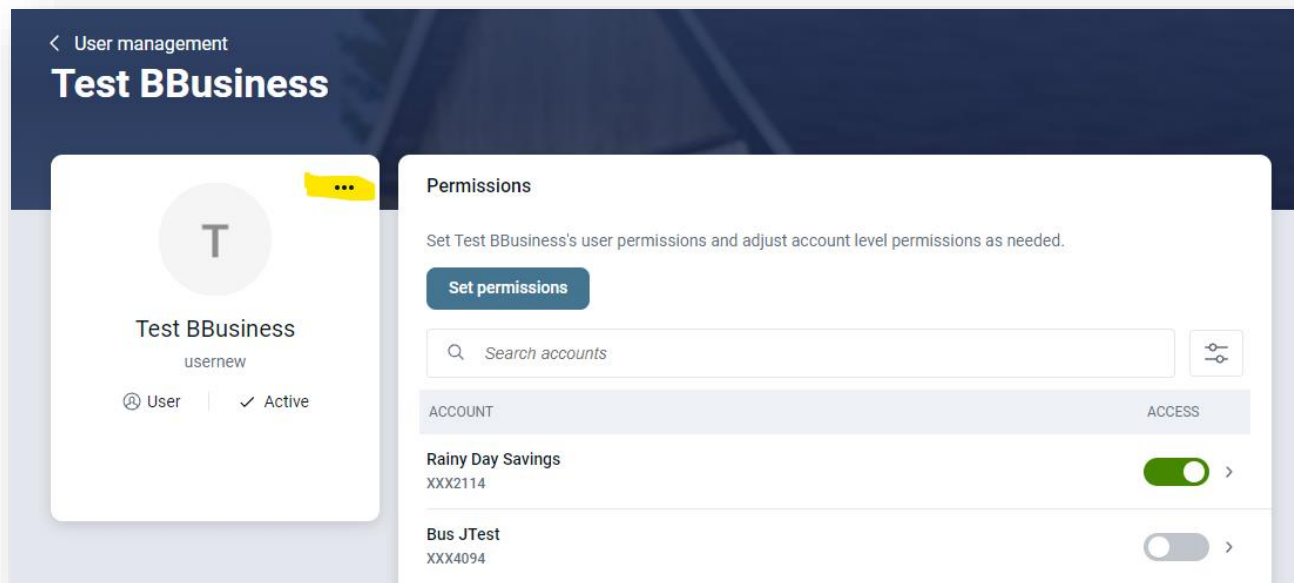 User management
Test BBusiness
T
Test BBusiness
usernew
User
Active
Permissions
Set Test BBusiness's user permissions and adjust account level permissions as needed.
Set permissions
Search accounts
ACCOUNT ACCESS
Rainy Day Savings
XXX2114
Bus JTest
XXX4094